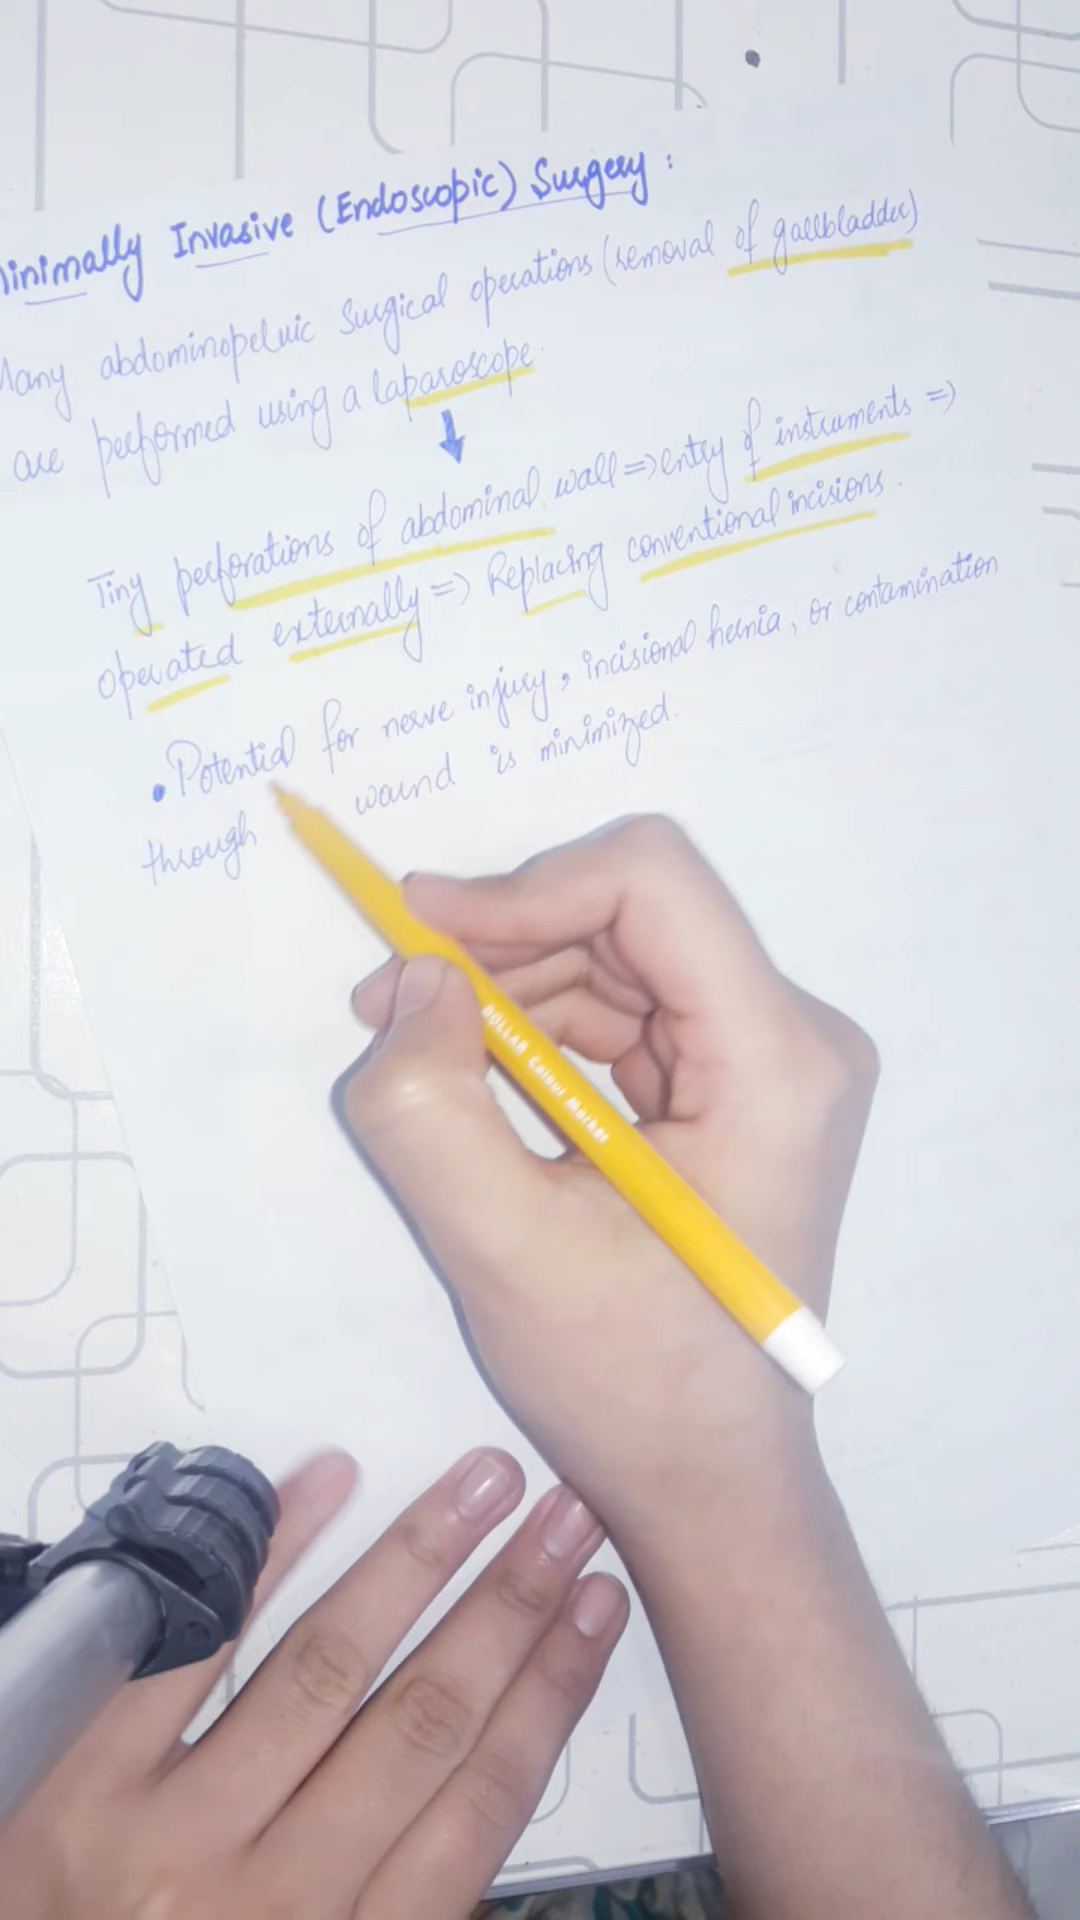 Minimally Invasive (Endoscopic) Surgery :
Many abdominopelvic surgical operations (removal of gallbladder)
are performed using a laparoscope.
Tiny perforations of abdominal wall => entry of instruments =>
operated externally => Replacing conventional incisions.
• Potential for nerve injury, incisional hernia, or contamination
through wound is minimized.
DOLLAR Colour Marker